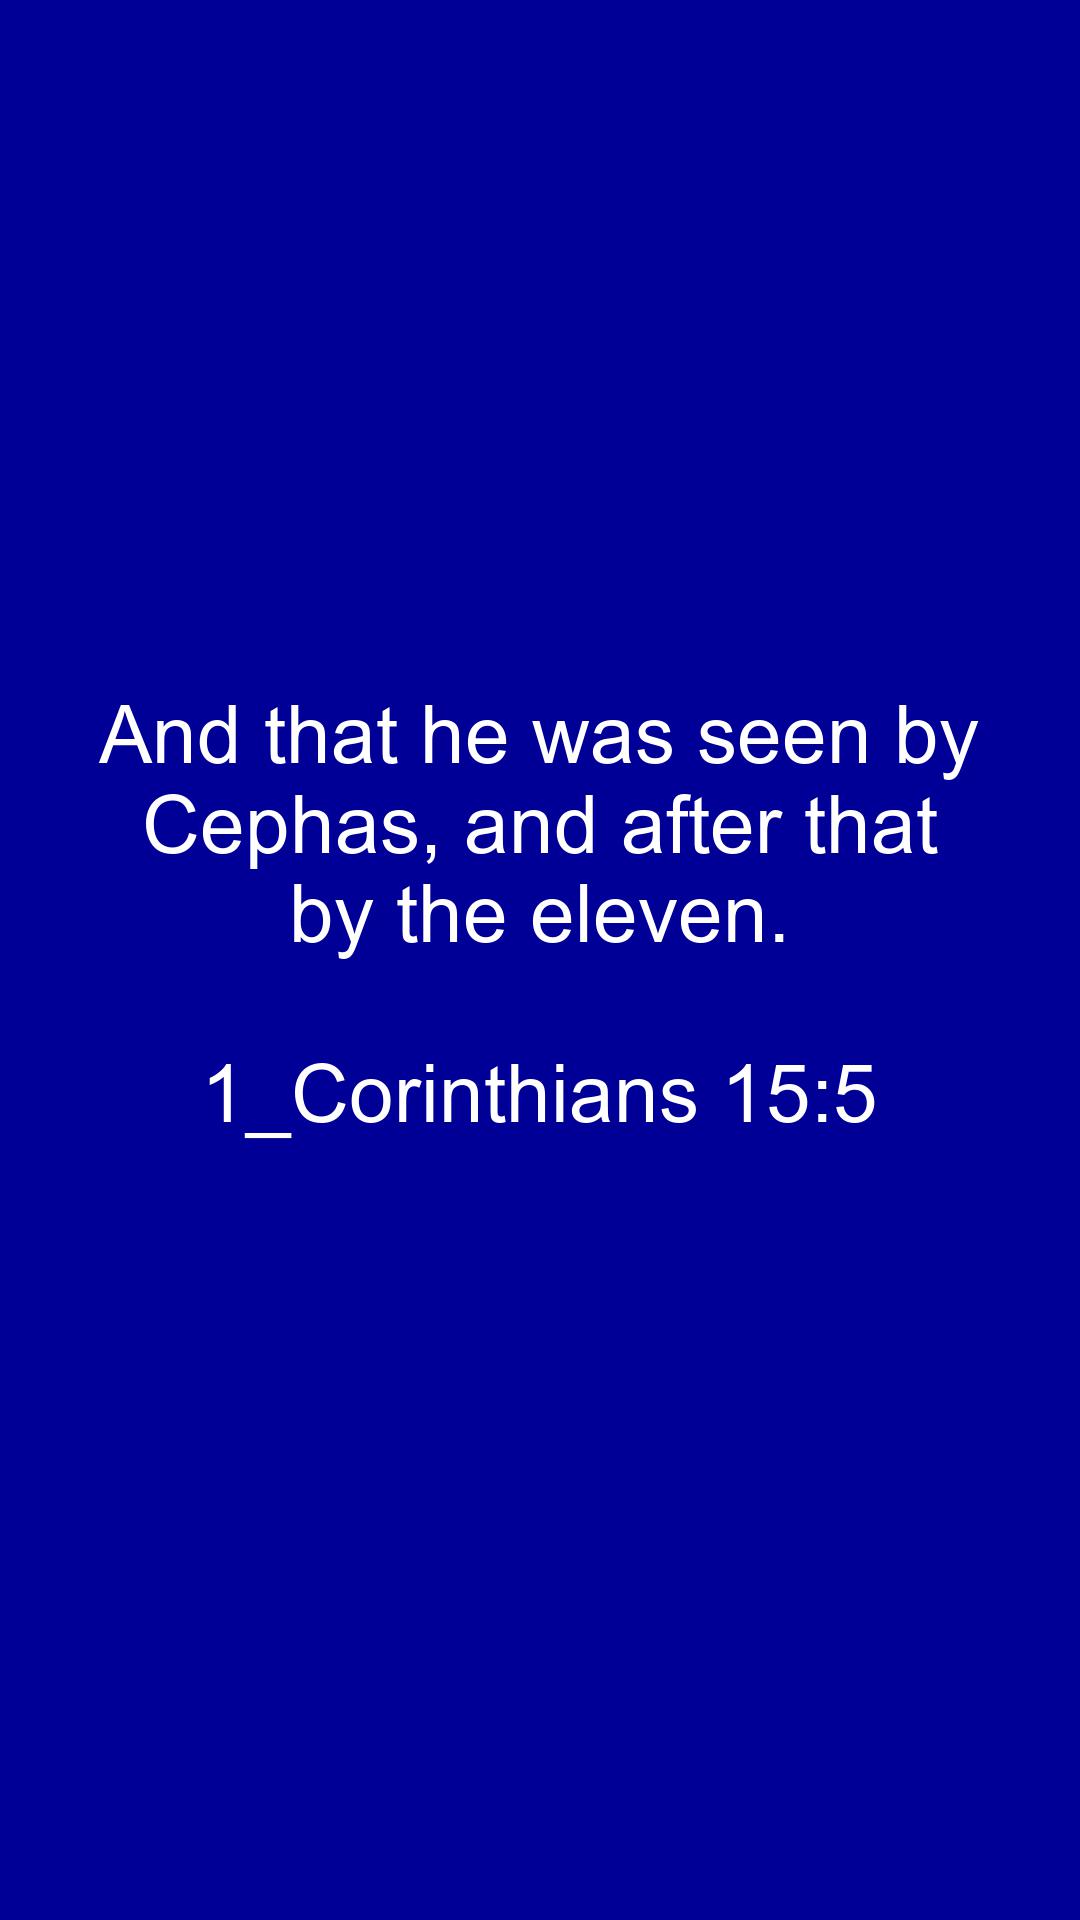 And that he was seen by
Cephas, and after that
by the eleven.
1_Corinthians 15:5